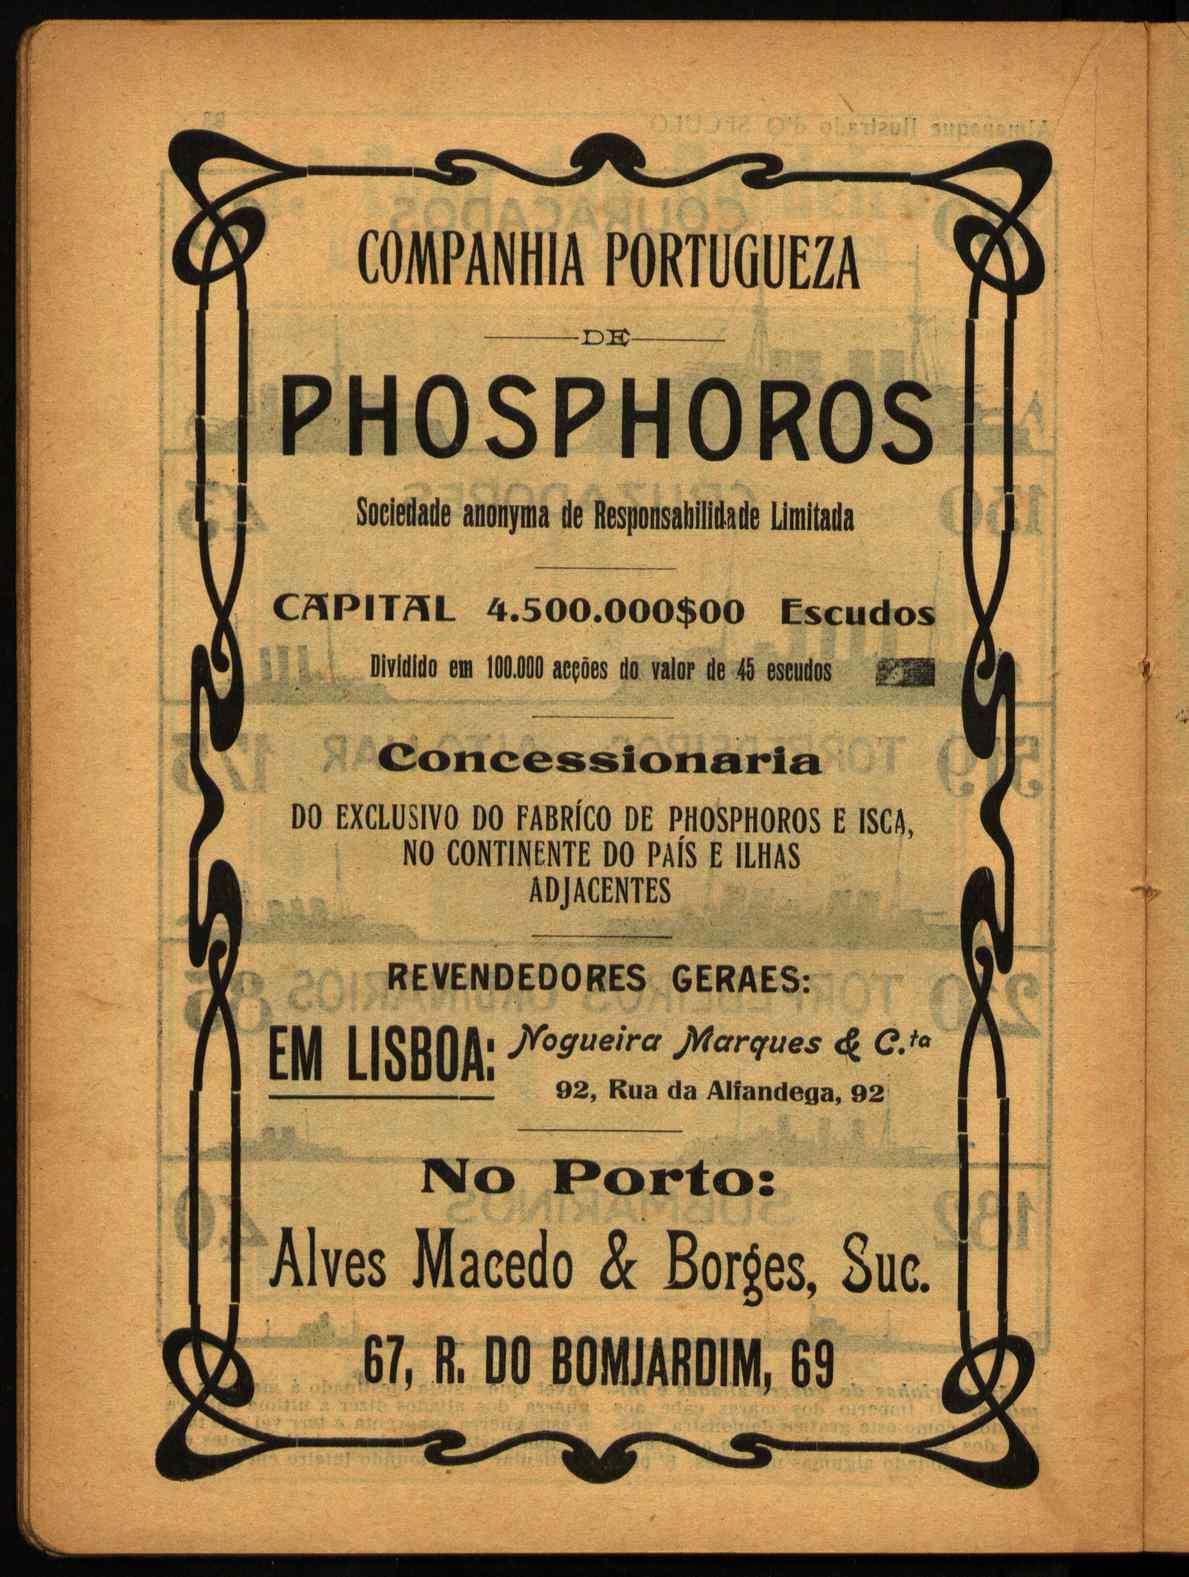 COMPANHIA PORTUGUEZA
DE
PHOSPHOROS
Sociedade anonyma de Responsabilidade Limitada
CAPITAL 4.500.000$00 Escudos
Dividido em 100.000 acções do valor de 45 escudos
Concessionaria
DO EXCLUSIVO DO FABRÍCO DE PHOSPHOROS E ISCA,
NO CONTINENTE DO PAÍS E ILHAS
ADJACENTES
REVENDEDORES GERAES:
EM LISBOA: Nogueira Marques & C.ta
92, Rua da Alfandega, 92
No Porto:
Alves Macedo & Borges, Suc.
67, R. DO BOMJARDIM, 69